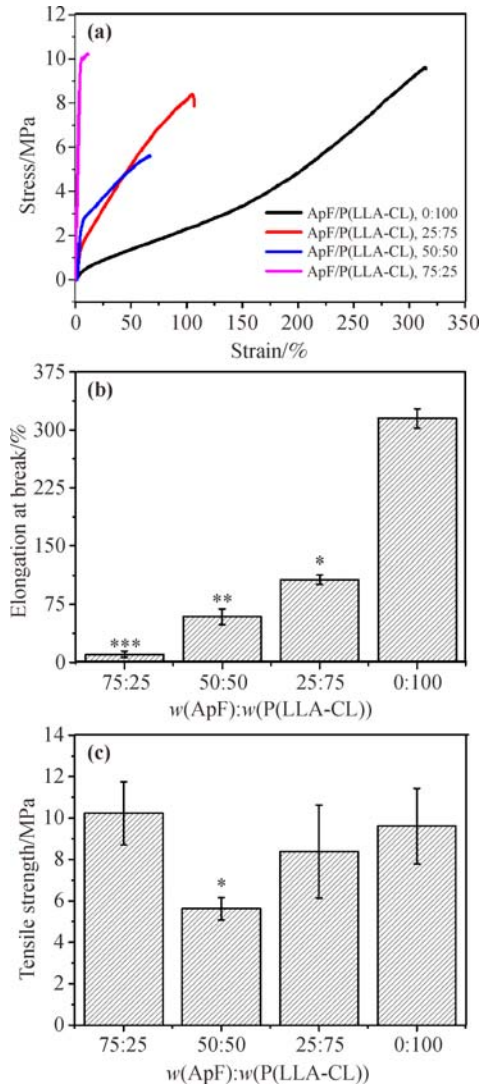 (a)
12
10
8
6
4
2
0
Stress/MPa
ApF/P(LLA-CL), 0:100
ApF/P(LLA-CL), 25:75
ApF/P(LLA-CL), 50:50
ApF/P(LLA-CL), 75:25
0 50 100 150 200 250 300 350
Strain/%
(b)
375
300
225
150
75
0
Elongation at break/%
***
**
*
75:25 50:50 25:75 0:100
w(ApF):w(P(LLA-CL))
(c)
14
12
10
8
6
4
2
0
Tensile strength/MPa
*
75:25 50:50 25:75 0:100
w(ApF):w(P(LLA-CL))